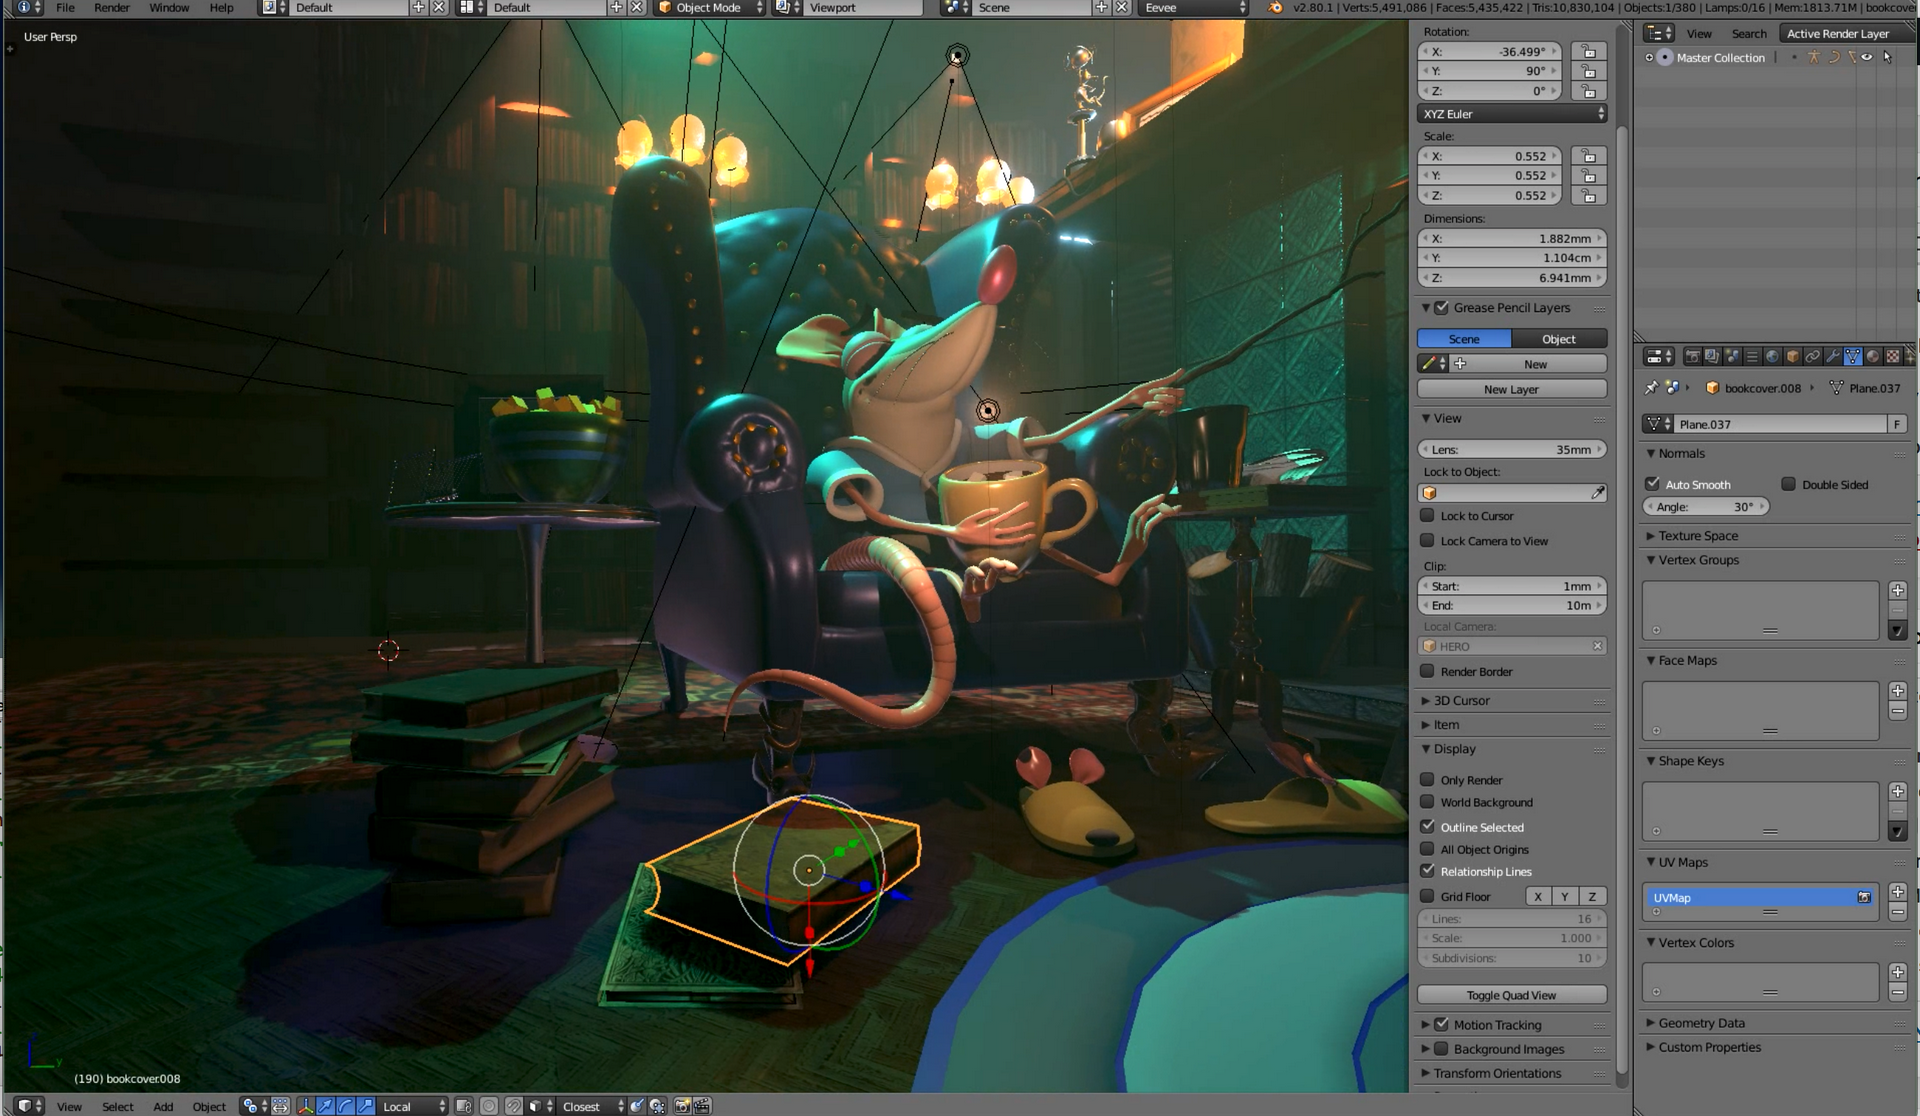 File Render Window Help Default Default Object Mode Viewport Scene Eevee v2.80.1 | Verts:5,491,086 | Faces:5,435,422 | Tris:10,830,104 | Objects:1/380 | Lamps:0/16 | Mem:1813.71M | bookcover
User Persp
Rotation:
X: -36.499°
Y: 90°
Z: 0°
XYZ Euler
Scale:
X: 0.552
Y: 0.552
Z: 0.552
Dimensions:
X: 1.882mm
Y: 1.104cm
Z: 6.941mm
Grease Pencil Layers
Scene Object
New
New Layer
View
Lens: 35mm
Lock to Object:
Lock to Cursor
Lock Camera to View
Clip:
Start: 1mm
End: 10m
Local Camera:
HERO
Render Border
3D Cursor
Item
Display
Only Render
World Background
Outline Selected
All Object Origins
Relationship Lines
Grid Floor X Y Z
Lines: 16
Scale: 1.000
Subdivisions: 10
Toggle Quad View
Motion Tracking
Background Images
Transform Orientations
View Search Active Render Layer
Master Collection
bookcover.008 Plane.037
Plane.037 F
Normals
Auto Smooth Double Sided
Angle: 30°
Texture Space
Vertex Groups
Face Maps
Shape Keys
UV Maps
UVMap
Vertex Colors
Geometry Data
Custom Properties
y
(190) bookcover.008
View Select Add Object Local Closest